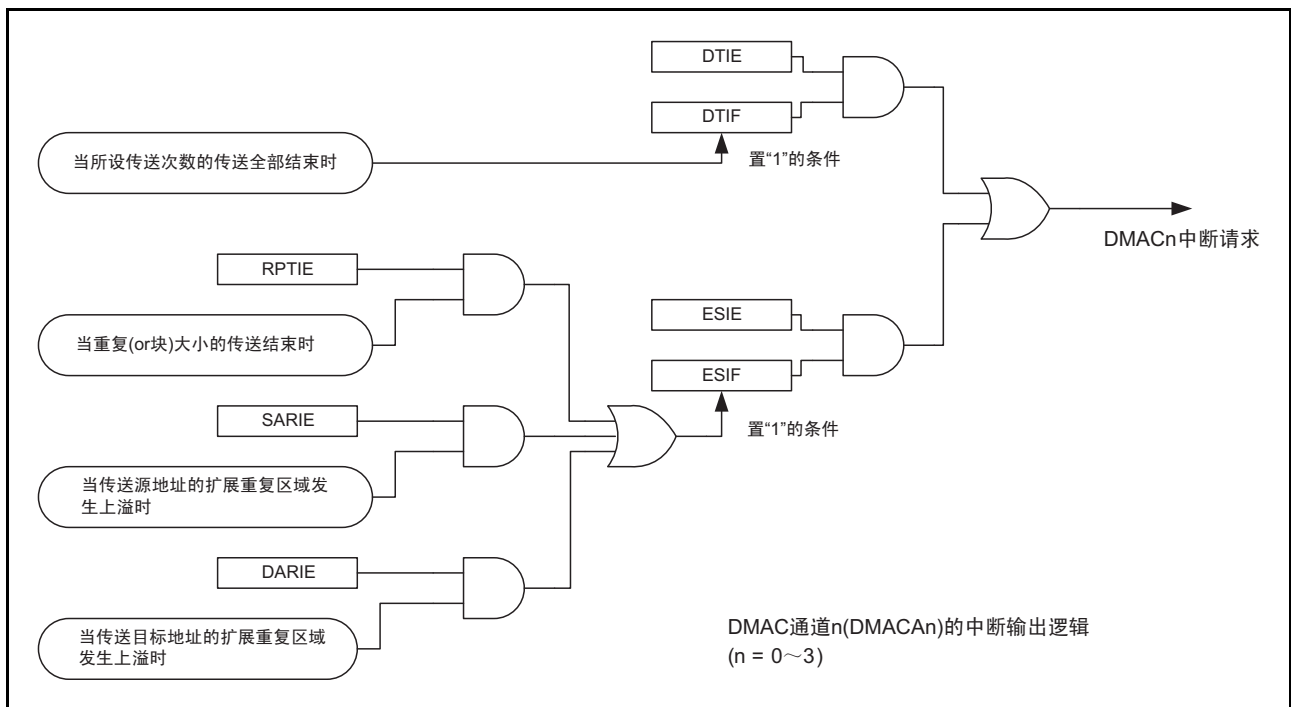 DTIE
DTIF
当所设传送次数的传送全部结束时
置“1”的条件
DMACn中断请求
RPTIE
当重复(or块)大小的传送结束时
ESIE
ESIF
SARIE
置“1”的条件
当传送源地址的扩展重复区域发
生上溢时
DARIE
当传送目标地址的扩展重复区域
发生上溢时
DMAC通道n(DMACAn)的中断输出逻辑
(n = 0～3)